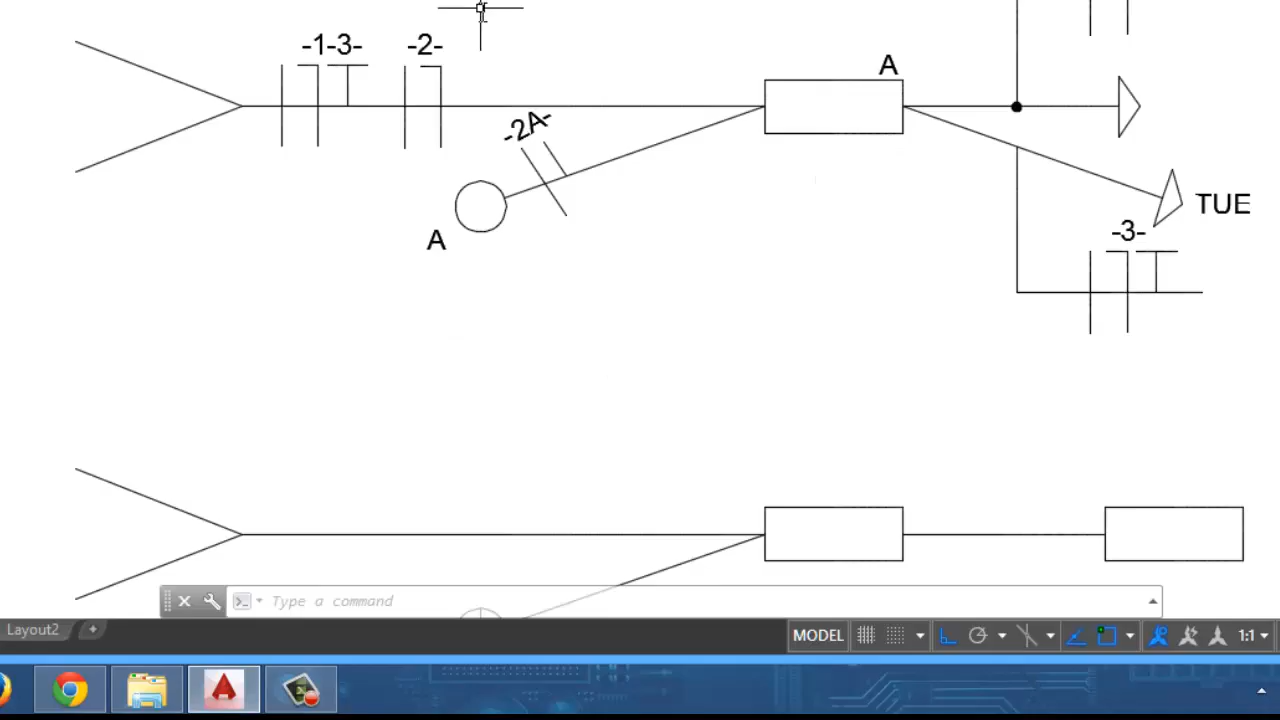 -1-3-
-2-
A
-2A-
A
TUE
-3-
Type a command
Layout2
MODEL
1:1